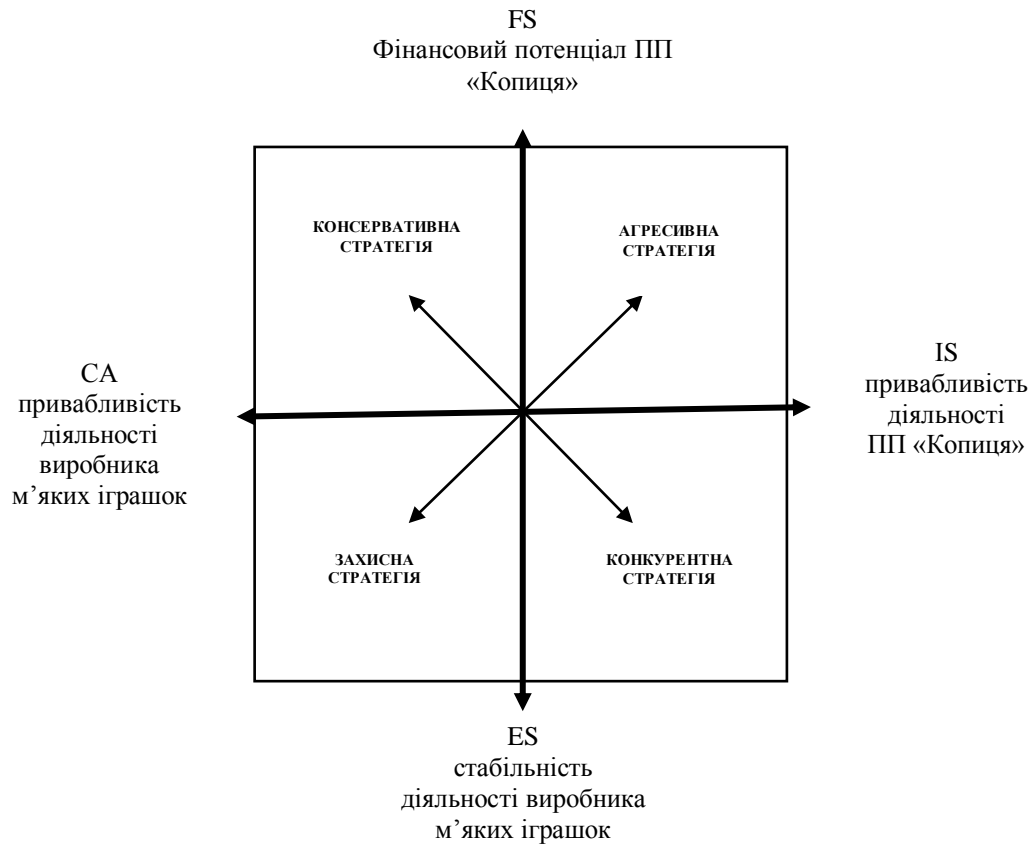 FS
Фінансовий потенціал ПП
«Копиця»
КОНСЕРВАТИВНА
СТРАТЕГІЯ
АГРЕСИВНА
СТРАТЕГІЯ
CA
привабливість
діяльності
виробника
м’яких іграшок
IS
привабливість
діяльності
ПП «Копиця»
ЗАХИСНА
СТРАТЕГІЯ
КОНКУРЕНТНА
СТРАТЕГІЯ
ES
стабільність
діяльності виробника
м’яких іграшок